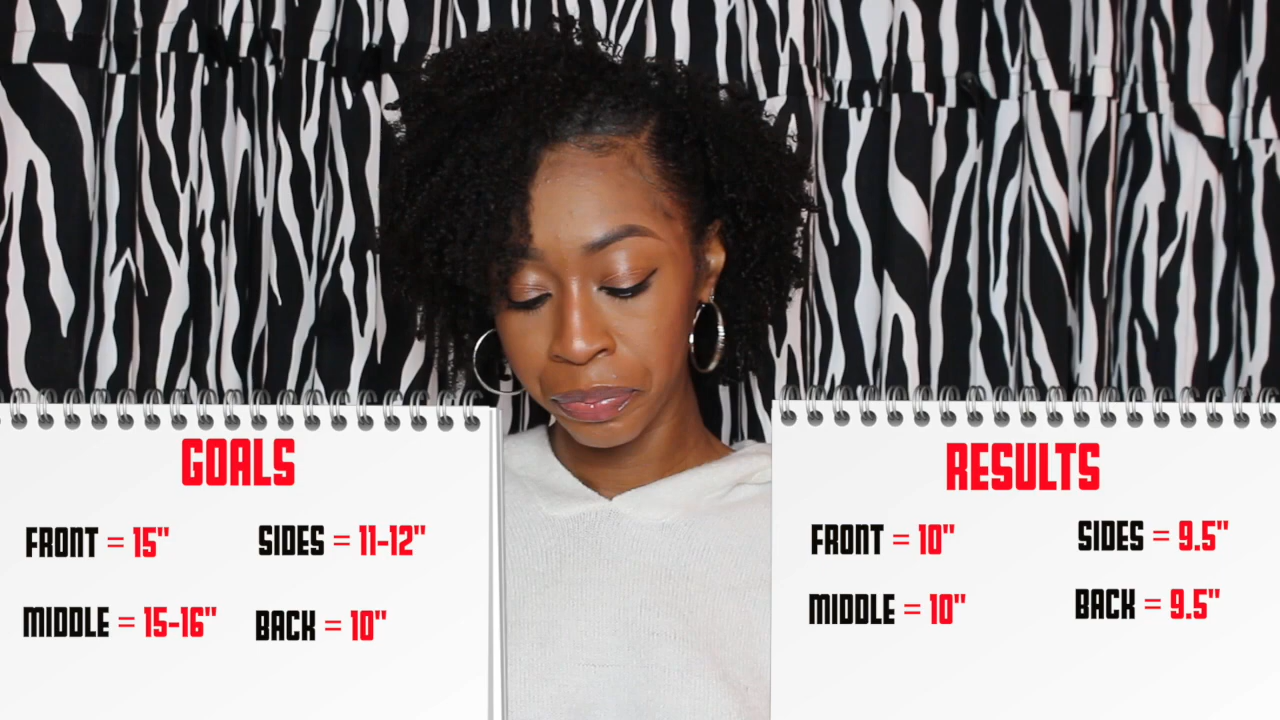 GOALS
FRONT = 15" SIDES = 11-12"
MIDDLE = 15-16" BACK = 10"
RESULTS
FRONT = 10" SIDES = 9.5"
MIDDLE = 10" BACK = 9.5"